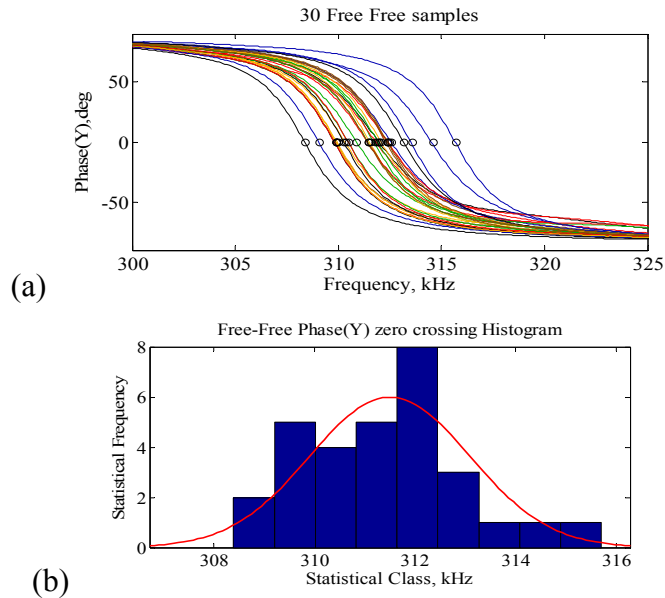 30 Free Free samples
Phase(Y),deg
50
0
-50
300
305
310
315
320
325
Frequency, kHz
(a)
Free-Free Phase(Y) zero crossing Histogram
Statistical Frequency
8
6
4
2
0
308
310
312
314
316
Statistical Class, kHz
(b)